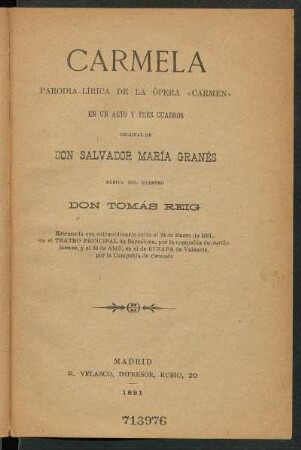 CARMELA
PARODIA-LÍRICA DE LA ÓPERA «CARMEN»
EN UN ACTO Y TRES CUADROS
ORIGINAL DE
DON SALVADOR MARÍA GRANÉS
MÚSICA DEL MAESTRO
DON TOMÁS REIG
Estrenada con extraordinario éxito el 24 de Enero de 1891,
en el TEATRO PRINCIPAL de Barcelona, por la compañía de
y el 10 de Abril, en el de RUZAFA de Valencia,
por la Compañía de
MADRID
R. VELASCO, IMPRESOR, RUBIO, 20
1891
713976